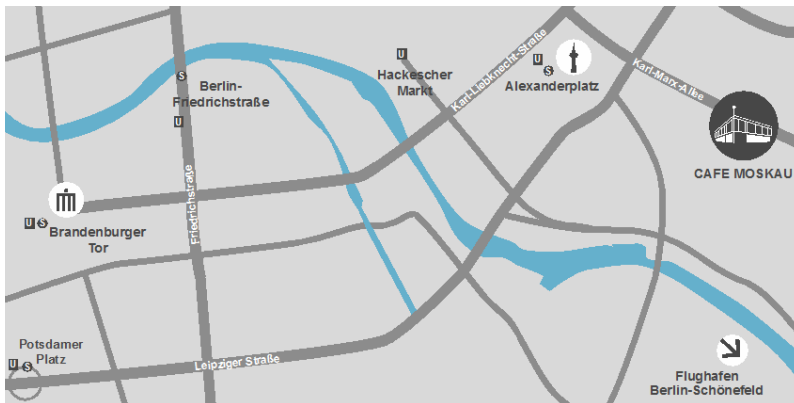 U
Hackescher
Markt
Karl-Liebknecht-Straße
U
S
Alexanderplatz
Karl-Marx-Allee
CAFE MOSKAU
S
Berlin-
Friedrichstraße
U
Friedrichstraße
U S
Brandenburger
Tor
Potsdamer
Platz
U S
Leipziger Straße
Flughafen
Berlin-Schönefeld